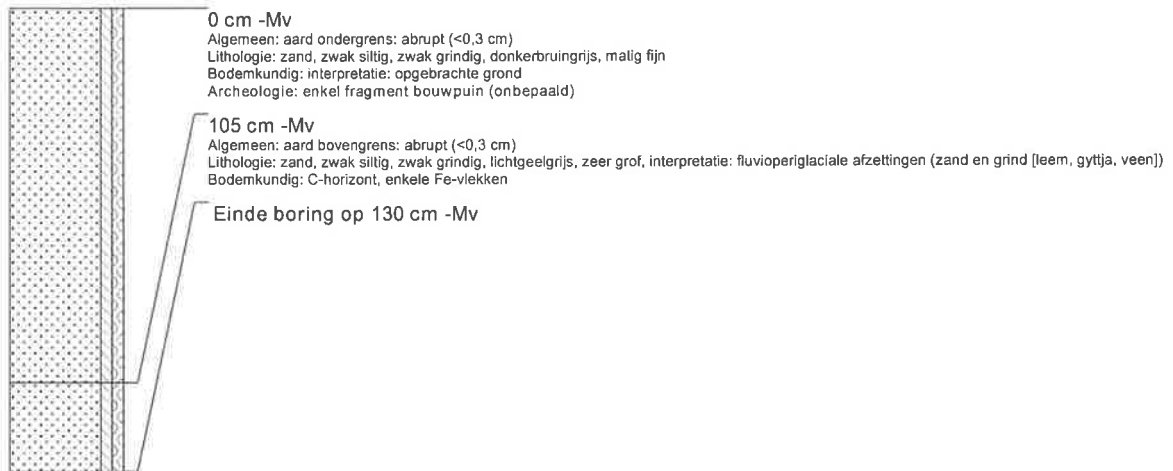 0 cm -Mv
Algemeen: aard ondergrens: abrupt (<0,3 cm)
Lithologie: zand, zwak siltig, zwak grindig, donkerbruingrijs, matig fijn
Bodemkundig: interpretatie: opgebrachte grond
Archeologie: enkel fragment bouwpuin (onbepaald)
105 cm -Mv
Algemeen: aard bovengrens: abrupt (<0,3 cm)
Lithologie: zand, zwak siltig, zwak grindig, lichtgeelgrijs, zeer grof, interpretatie: fluvioperiglaciale afzettingen (zand en grind [leem, gyttja, veen])
Bodemkundig: C-horizont, enkele Fe-vlekken
Einde boring op 130 cm -Mv